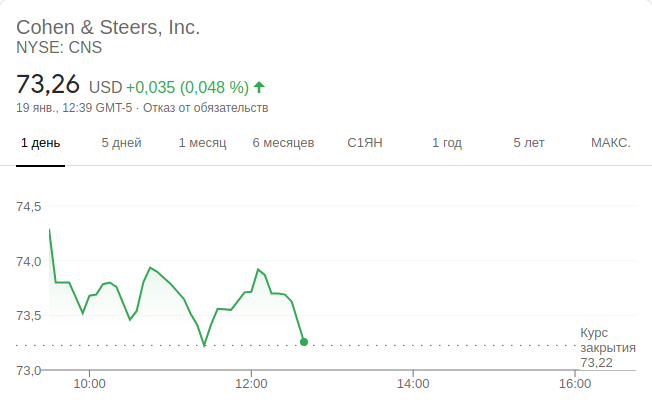 Cohen & Steers, Inc.
NYSE: CNS
73,26 USD +0,035 (0,048 %)
19 янв., 12:39 GMT-5 · Отказ от обязательств
1 день 5 дней 1 месяц 6 месяцев С1ЯН 1 год 5 лет МАКС.
74,5
74,0
73,5
Курс
закрытия
73,22
73,0
10:00 12:00 14:00 16:00